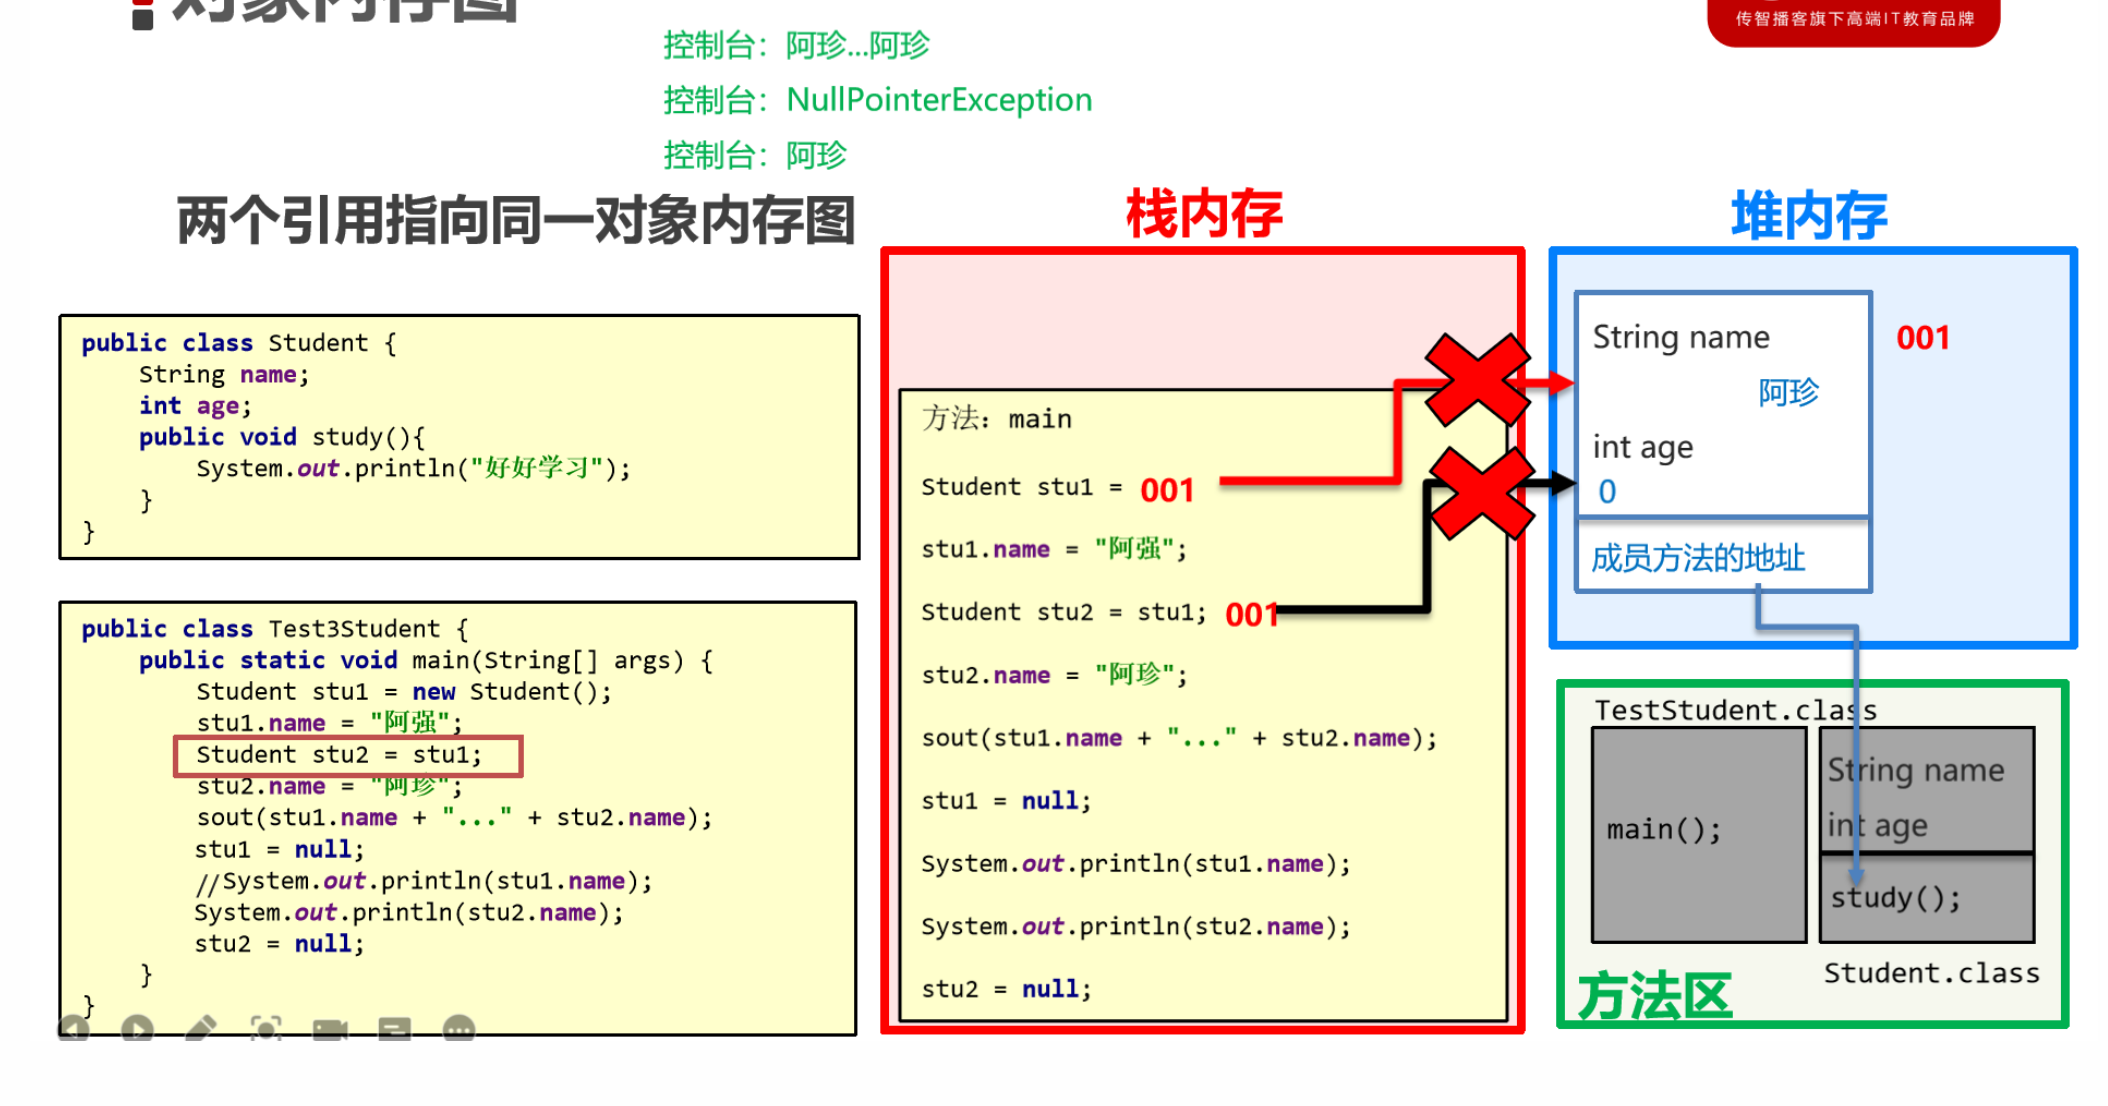 对象内存图
传智播客旗下高端IT教育品牌
控制台：阿珍...阿珍
控制台：NullPointerException
控制台：阿珍
两个引用指向同一对象内存图
public class Student {
String name;
int age;
public void study(){
System.out.println("好好学习");
}
}
public class Test3Student {
public static void main(String[] args) {
Student stu1 = new Student();
stu1.name = "阿强";
Student stu2 = stu1;
stu2.name = "阿珍";
sout(stu1.name + "..." + stu2.name);
stu1 = null;
//System.out.println(stu1.name);
System.out.println(stu2.name);
stu2 = null;
}
}
栈内存
方法：main
Student stu1 = 001
stu1.name = "阿强";
Student stu2 = stu1; 001
stu2.name = "阿珍";
sout(stu1.name + "..." + stu2.name);
stu1 = null;
System.out.println(stu1.name);
System.out.println(stu2.name);
stu2 = null;
堆内存
String name
001
阿珍
int age
0
成员方法的地址
TestStudent.class
main();
String name
int age
study();
Student.class
方法区